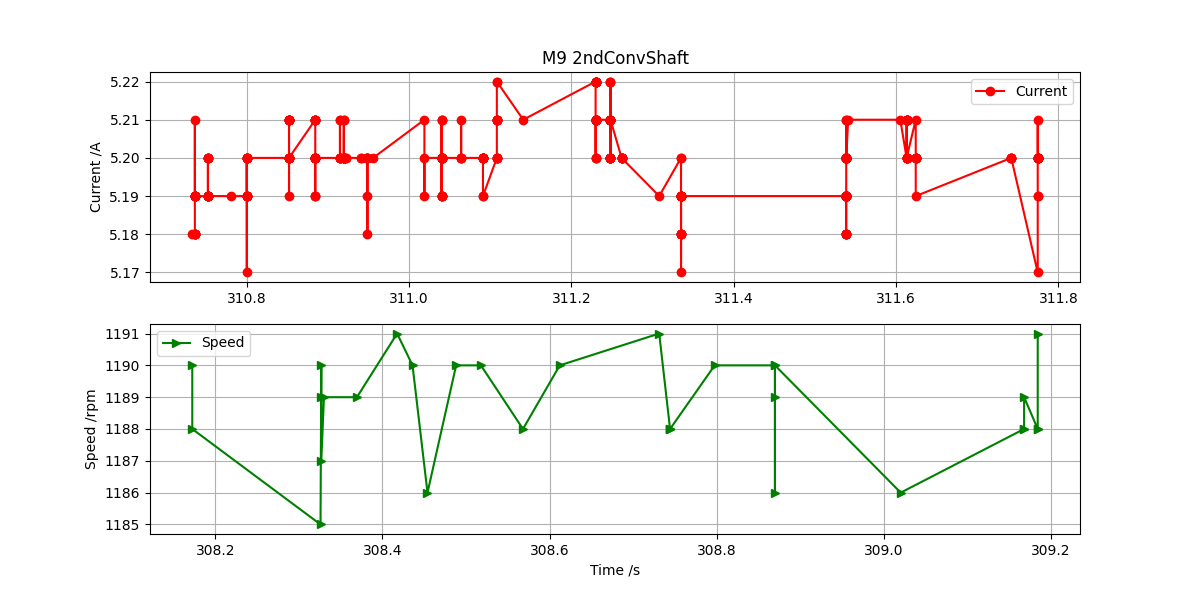 M9 2ndConvShaft
5.22
5.21
5.20
5.19
5.18
5.17
Current /A
Current
310.8 311.0 311.2 311.4 311.6 311.8
1191
1190
1189
1188
1187
1186
1185
Speed /rpm
Speed
308.2 308.4 308.6 308.8 309.0 309.2
Time /s